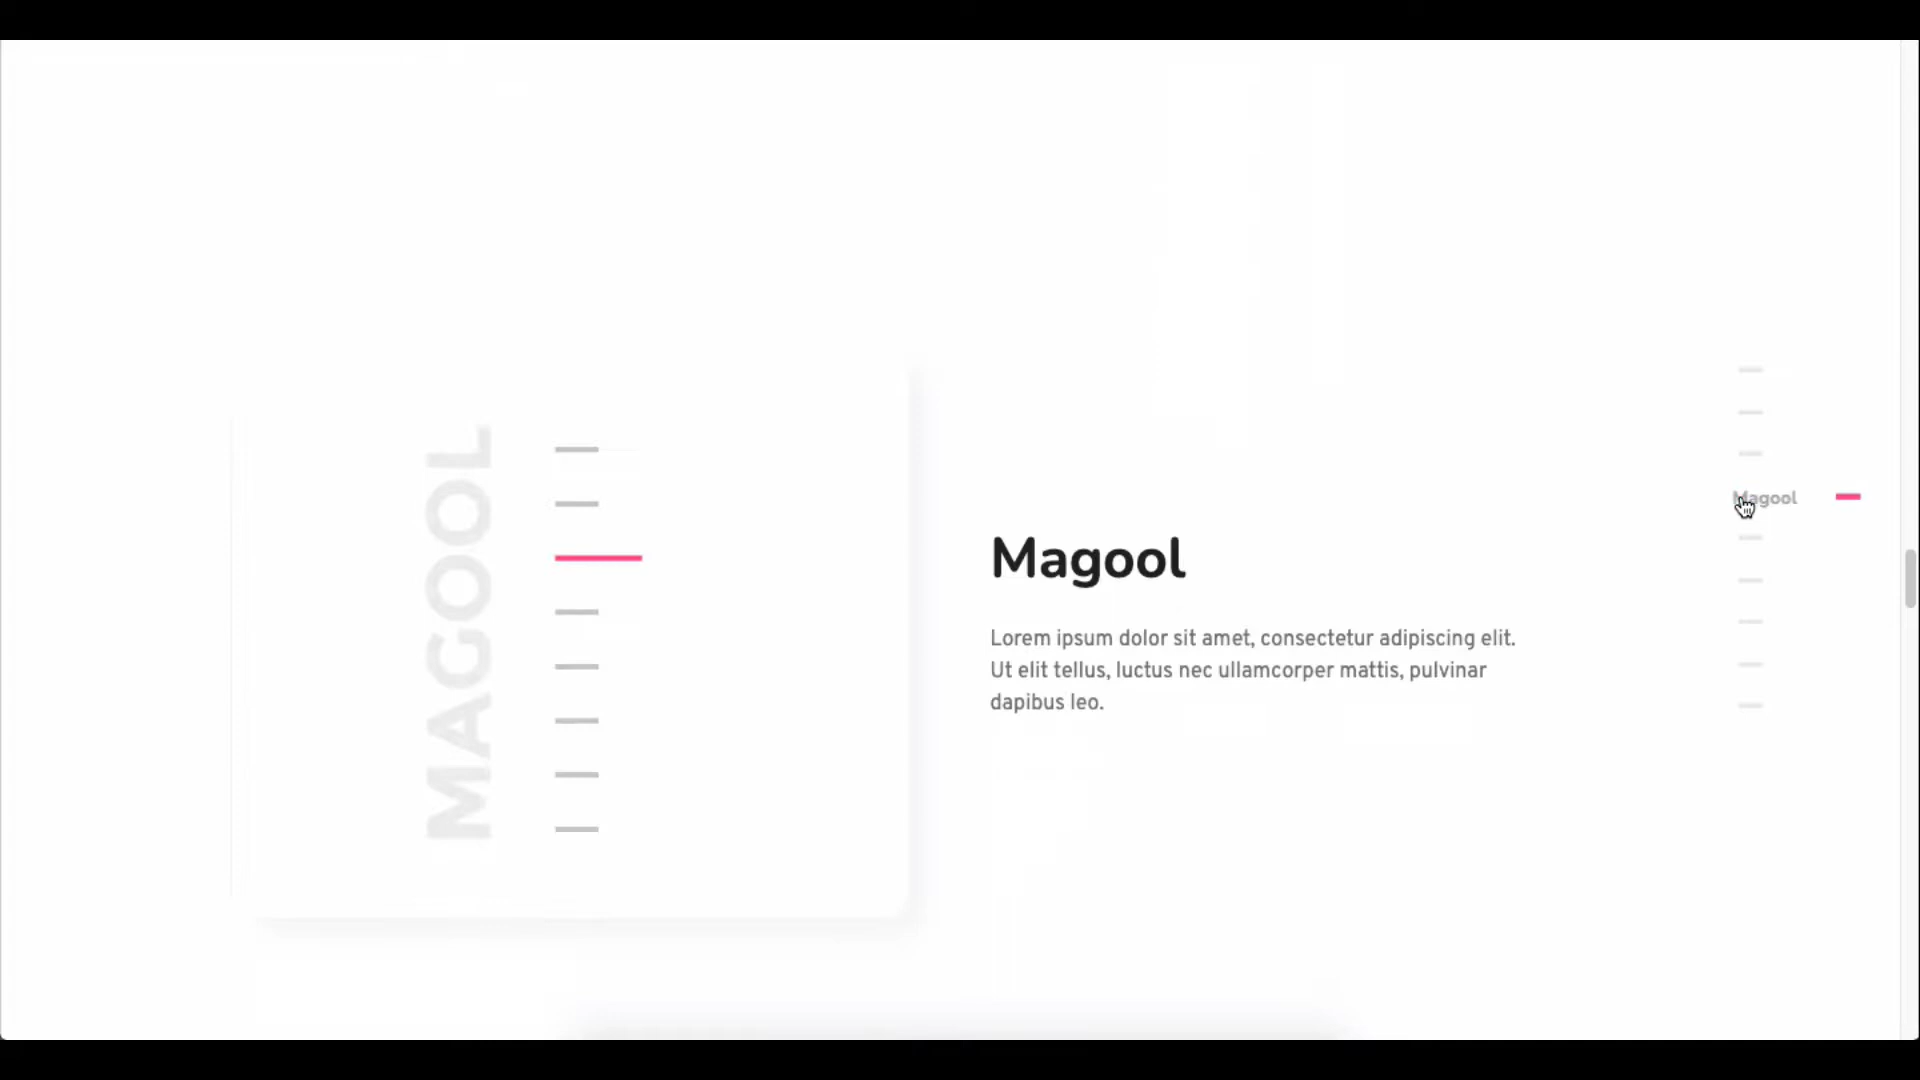 MAGOOL
Magool
Magool
Lorem ipsum dolor sit amet, consectetur adipiscing elit.
Ut elit tellus, luctus nec ullamcorper mattis, pulvinar
dapibus leo.